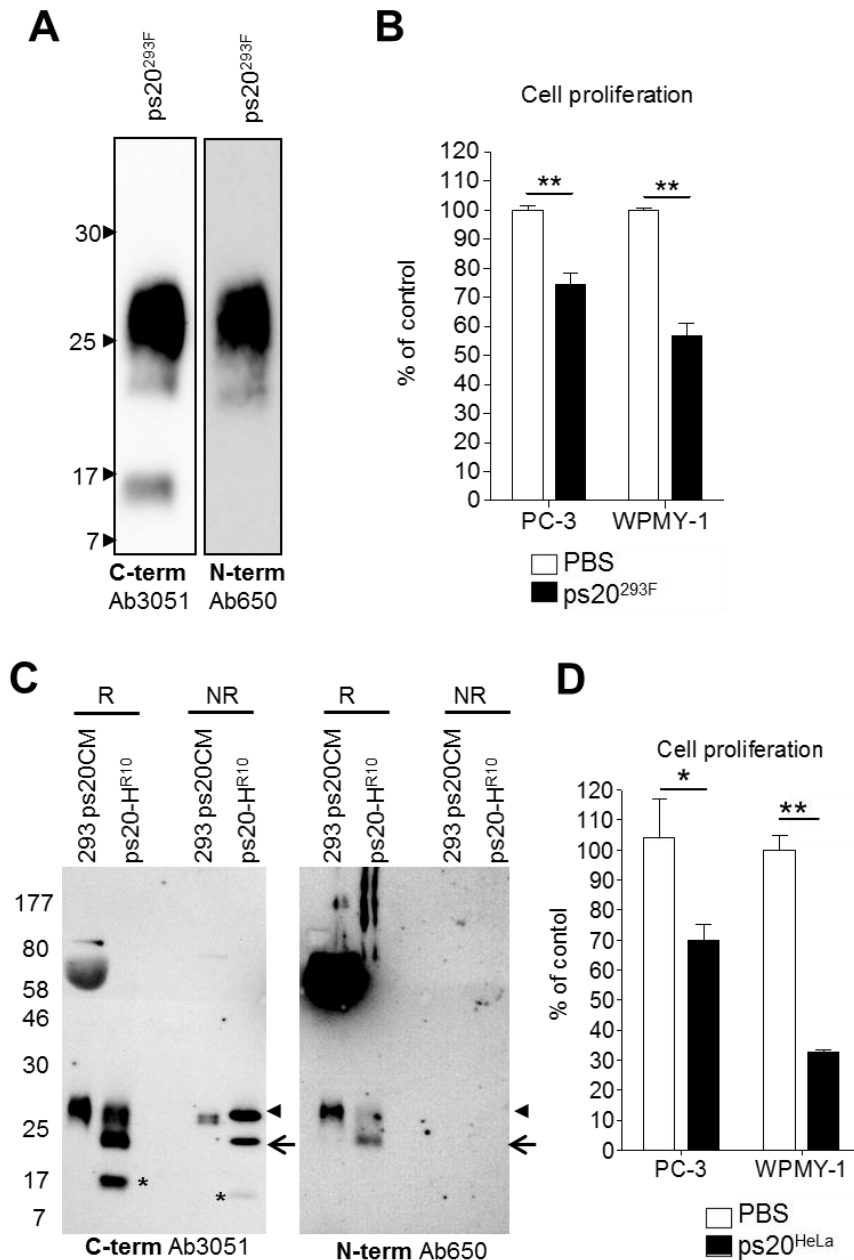 A
ps20293F
ps20293F
30
25
17
7
C-term
Ab3051
N-term
Ab650
B
Cell proliferation
**
**
120
110
100
90
80
70
60
50
40
30
20
10
0
% of control
PC-3
WPMY-1
PBS
ps20293F
C
R
NR
R
NR
293 ps20CM
ps20-HR10
293 ps20CM
ps20-HR10
293 ps20CM
ps20-HR10
293 ps20CM
ps20-HR10
177
80
58
46
30
25
17
7
*
*
C-term Ab3051
N-term Ab650
D
Cell proliferation
*
**
120
110
100
90
80
70
60
50
40
30
20
10
0
% of contol
PC-3
WPMY-1
PBS
ps20HeLa